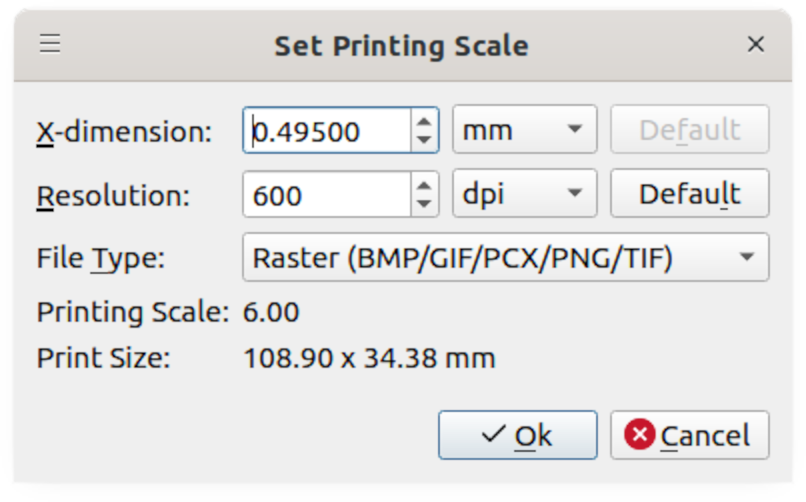 Set Printing Scale
X-dimension: 0.49500 mm Default
Resolution: 600 dpi Default
File Type: Raster (BMP/GIF/PCX/PNG/TIF)
Printing Scale: 6.00
Print Size: 108.90 x 34.38 mm
Ok Cancel